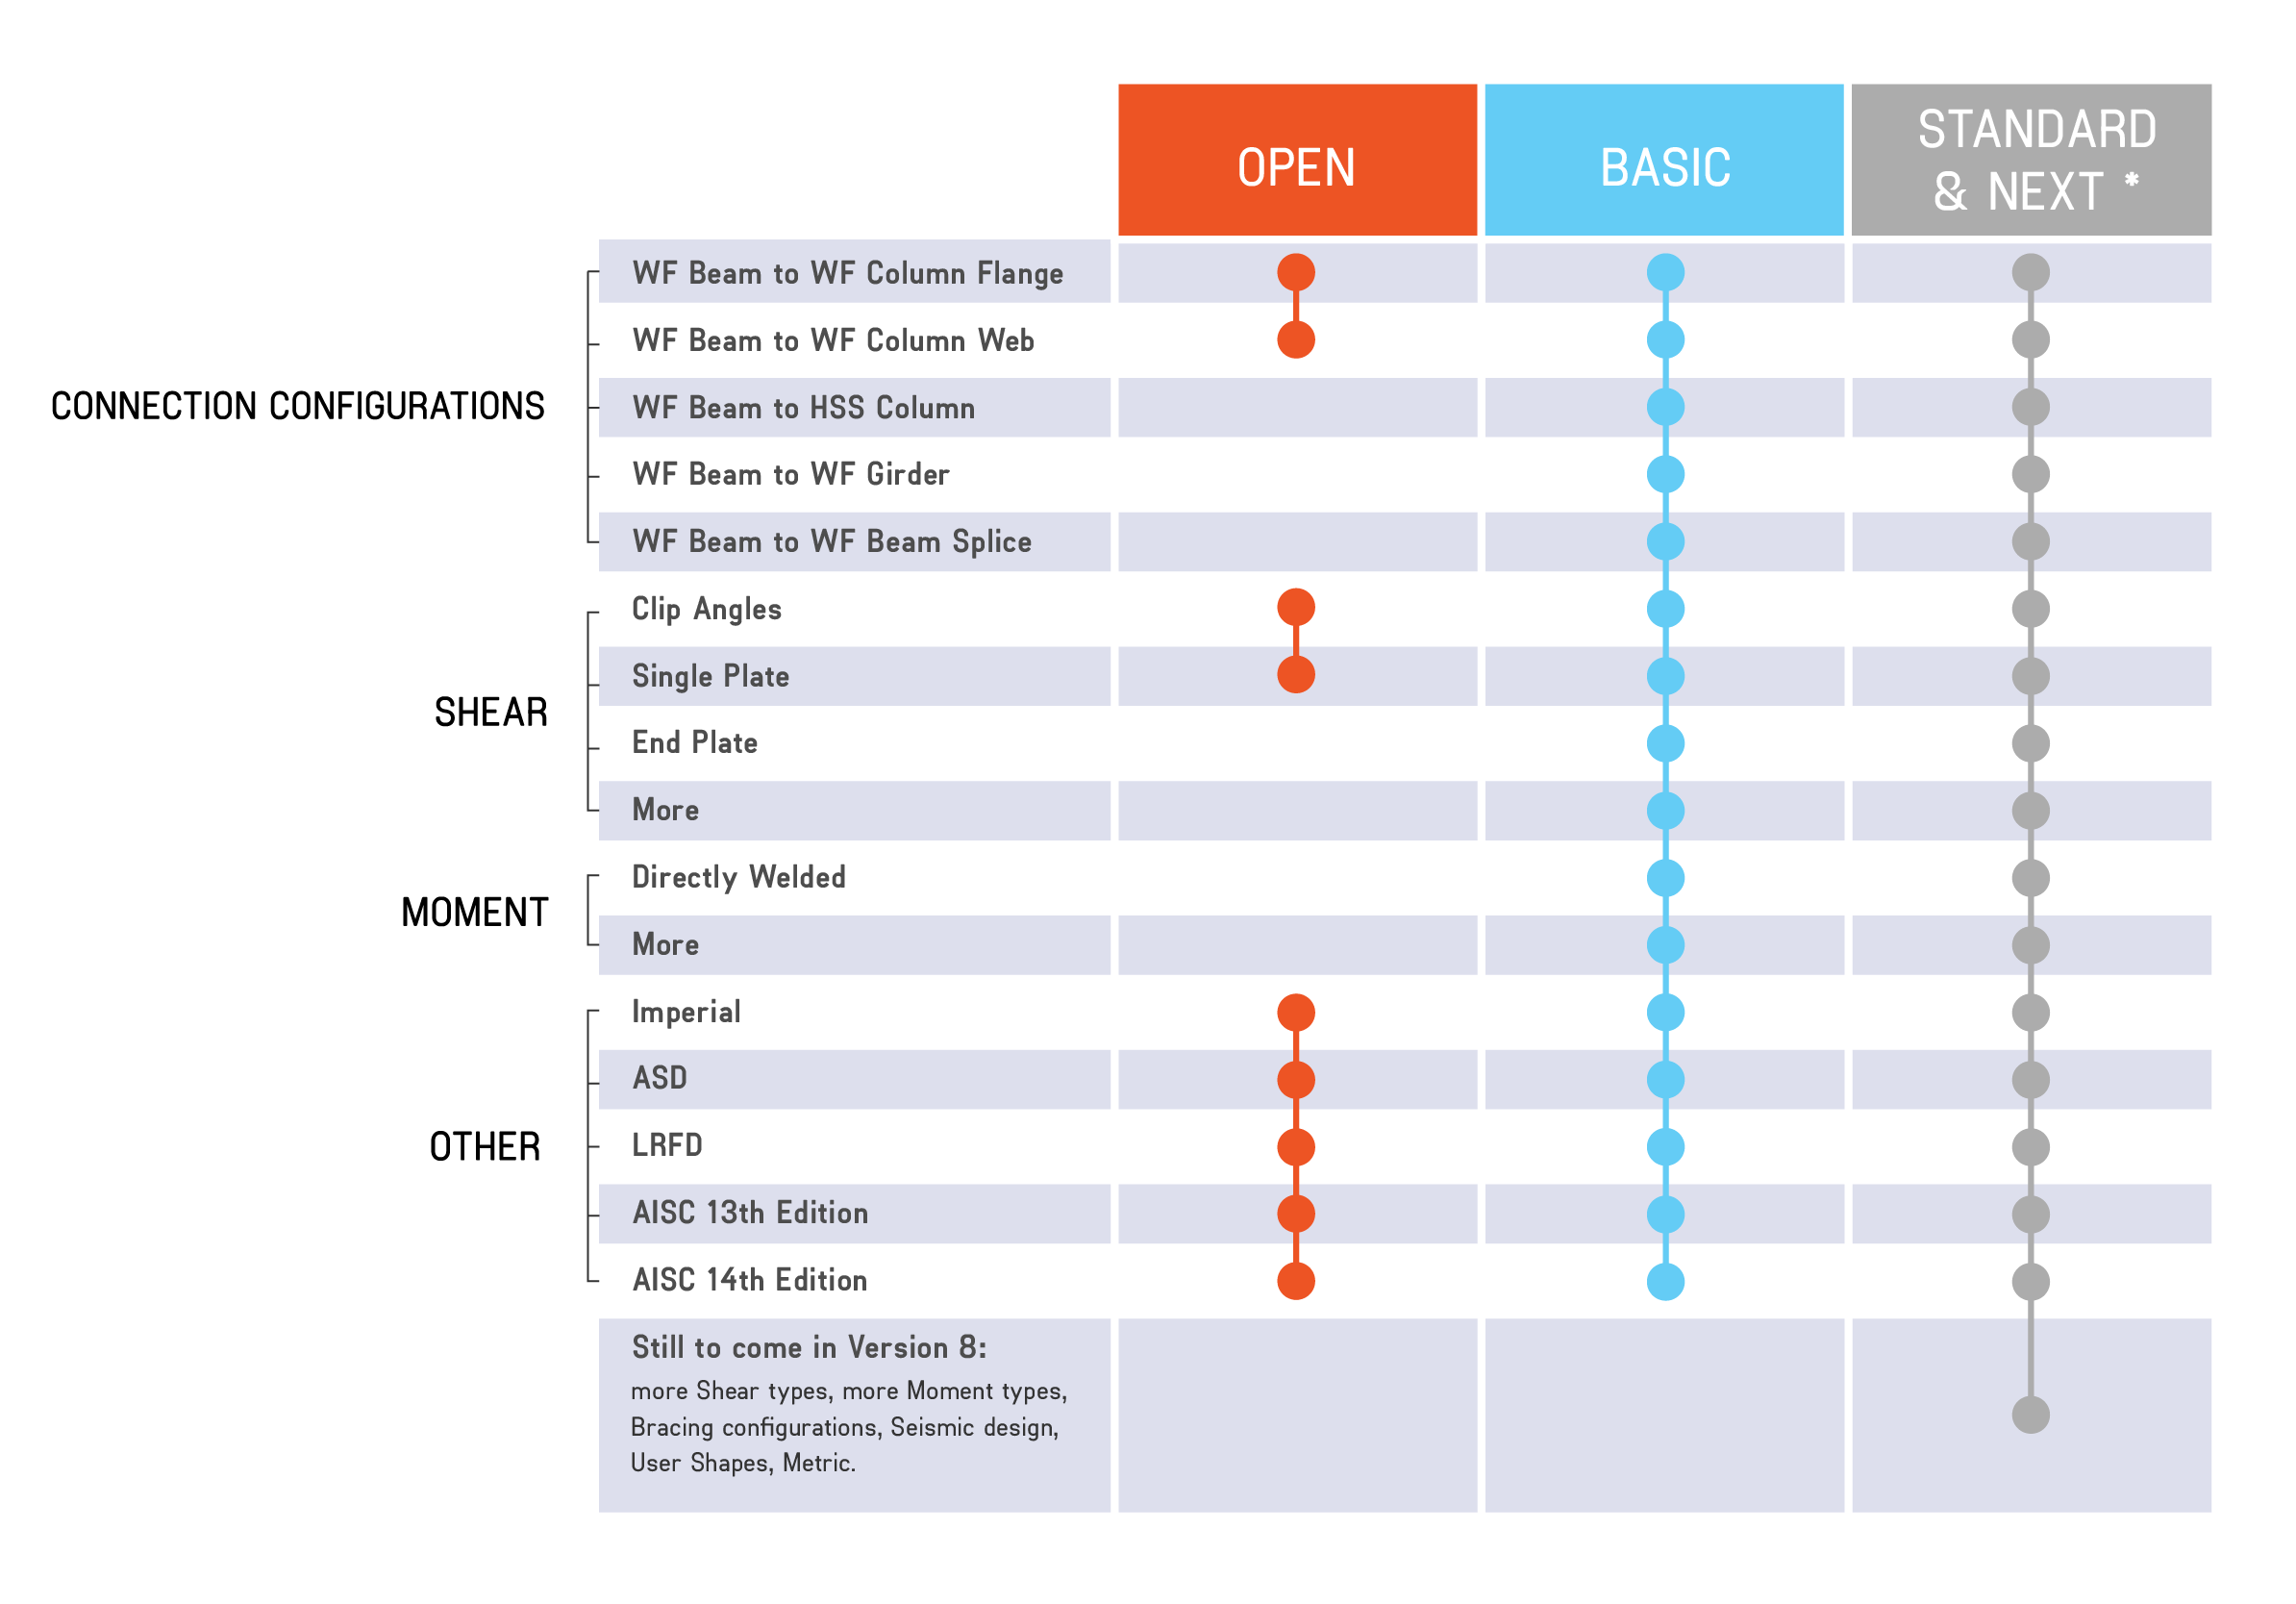 OPEN
BASIC
STANDARD
& NEXT *
CONNECTION CONFIGURATIONS
WF Beam to WF Column Flange
WF Beam to WF Column Web
WF Beam to HSS Column
WF Beam to WF Girder
WF Beam to WF Beam Splice
SHEAR
Clip Angles
Single Plate
End Plate
More
MOMENT
Directly Welded
More
OTHER
Imperial
ASD
LRFD
AISC 13th Edition
AISC 14th Edition
Still to come in Version 8:
more Shear types, more Moment types,
Bracing configurations, Seismic design,
User Shapes, Metric.